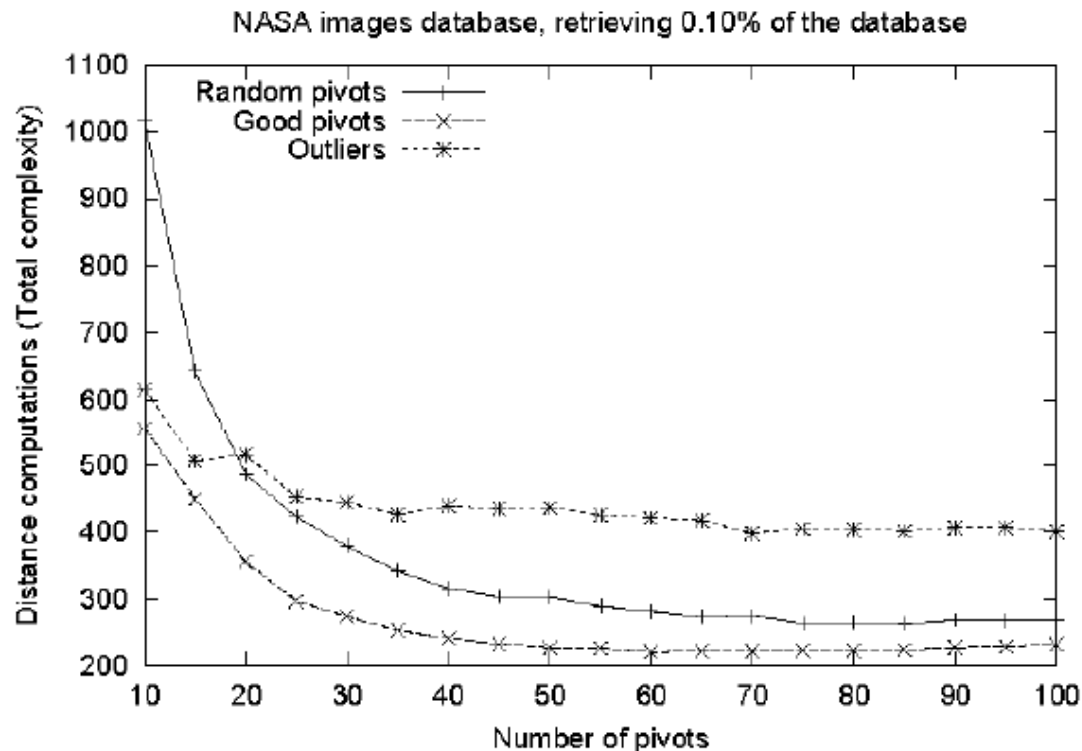 NASA images database, retrieving 0.10% of the database
Distance computations (Total complexity)
1100
1000
900
800
700
600
500
400
300
200
Random pivots
Good pivots
Outliers
10 20 30 40 50 60 70 80 90 100
Number of pivots